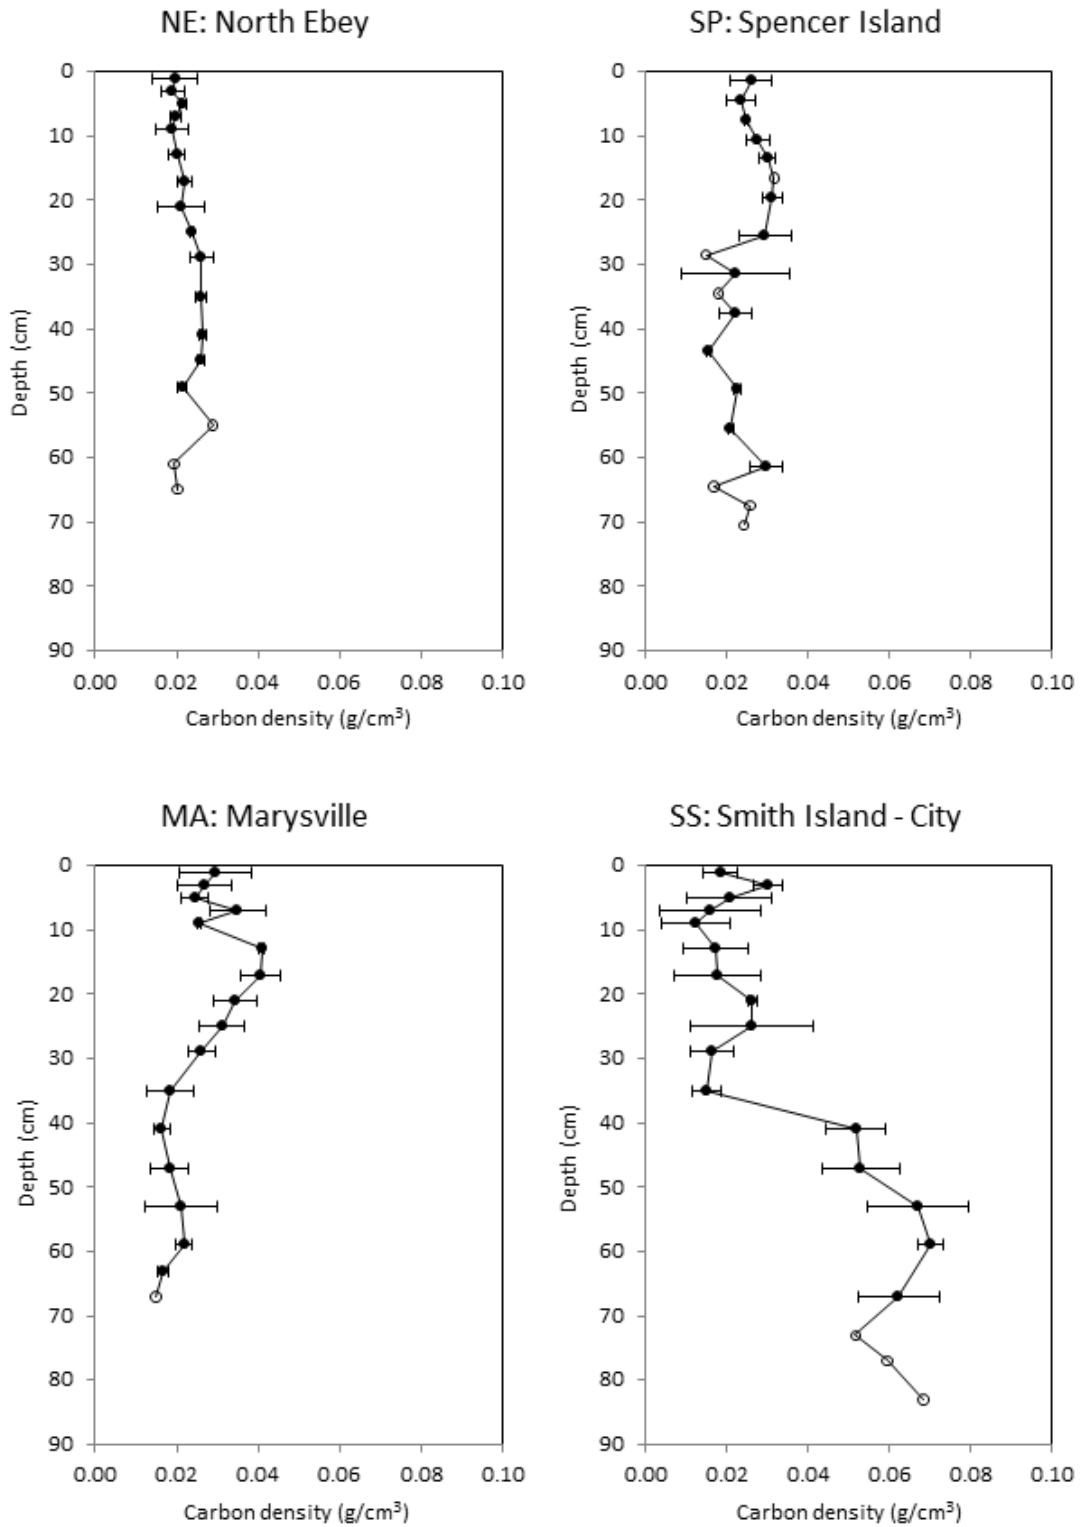 NE: North Ebey
0
10
20
30
40
50
60
70
80
90
Depth (cm)
0.00 0.02 0.04 0.06 0.08 0.10
Carbon density (g/cm³)
SP: Spencer Island
0
10
20
30
40
50
60
70
80
90
Depth (cm)
0.00 0.02 0.04 0.06 0.08 0.10
Carbon density (g/cm³)
MA: Marysville
0
10
20
30
40
50
60
70
80
90
Depth (cm)
0.00 0.02 0.04 0.06 0.08 0.10
Carbon density (g/cm³)
SS: Smith Island - City
0
10
20
30
40
50
60
70
80
90
Depth (cm)
0.00 0.02 0.04 0.06 0.08 0.10
Carbon density (g/cm³)